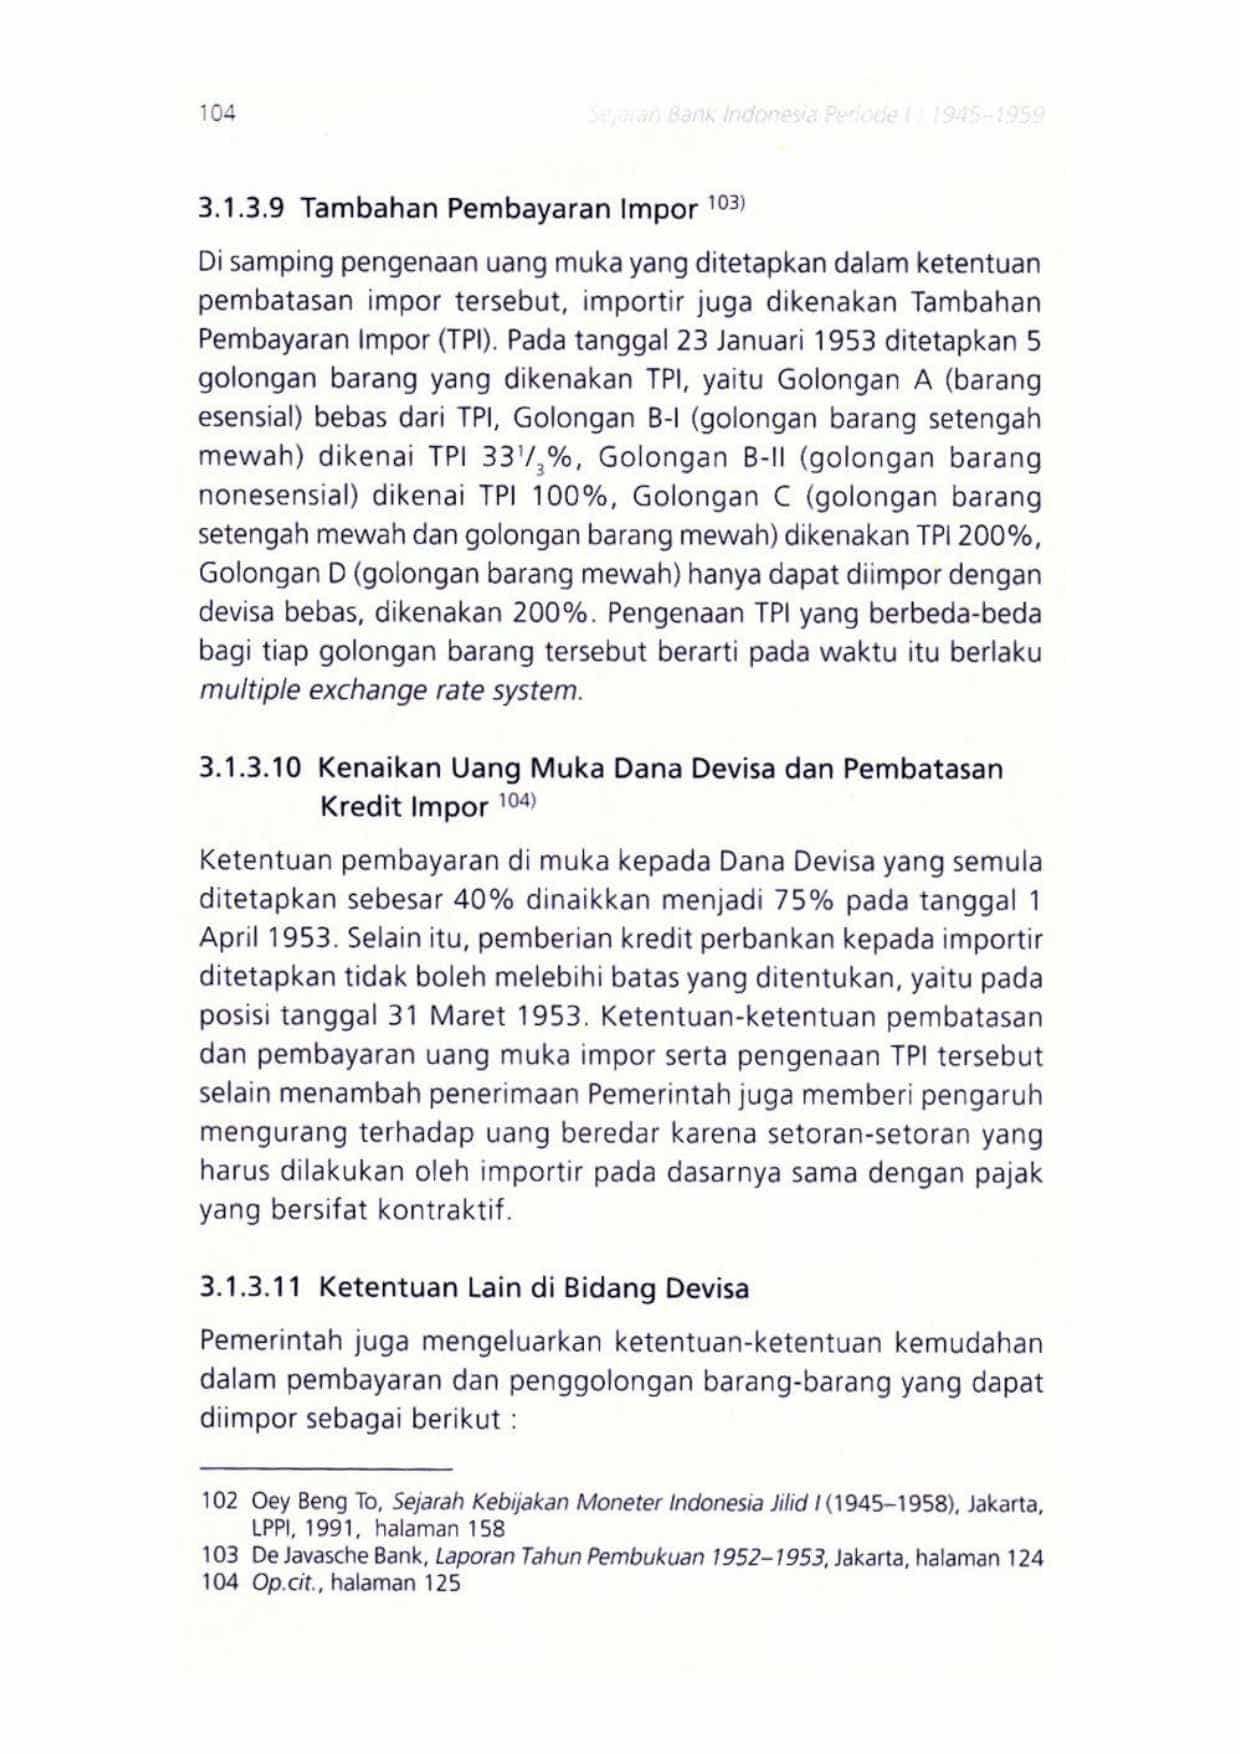 104
Sejarah Bank Indonesia Periode I : 1945–1959
3.1.3.9 Tambahan Pembayaran Impor 103)
Di samping pengenaan uang muka yang ditetapkan dalam ketentuan
pembatasan impor tersebut, importir juga dikenakan Tambahan
Pembayaran Impor (TPI). Pada tanggal 23 Januari 1953 ditetapkan 5
golongan barang yang dikenakan TPI, yaitu Golongan A (barang
esensial) bebas dari TPI, Golongan B-I (golongan barang setengah
mewah) dikenai TPI 33 1/3%, Golongan B-II (golongan barang
nonesensial) dikenai TPI 100%, Golongan C (golongan barang
setengah mewah dan golongan barang mewah) dikenakan TPI 200%,
Golongan D (golongan barang mewah) hanya dapat diimpor dengan
devisa bebas, dikenakan 200%. Pengenaan TPI yang berbeda-beda
bagi tiap golongan barang tersebut berarti pada waktu itu berlaku
multiple exchange rate system.
3.1.3.10 Kenaikan Uang Muka Dana Devisa dan Pembatasan
Kredit Impor 104)
Ketentuan pembayaran di muka kepada Dana Devisa yang semula
ditetapkan sebesar 40% dinaikkan menjadi 75% pada tanggal 1
April 1953. Selain itu, pemberian kredit perbankan kepada importir
ditetapkan tidak boleh melebihi batas yang ditentukan, yaitu pada
posisi tanggal 31 Maret 1953. Ketentuan-ketentuan pembatasan
dan pembayaran uang muka impor serta pengenaan TPI tersebut
selain menambah penerimaan Pemerintah juga memberi pengaruh
mengurang terhadap uang beredar karena setoran-setoran yang
harus dilakukan oleh importir pada dasarnya sama dengan pajak
yang bersifat kontraktif.
3.1.3.11 Ketentuan Lain di Bidang Devisa
Pemerintah juga mengeluarkan ketentuan-ketentuan kemudahan
dalam pembayaran dan penggolongan barang-barang yang dapat
diimpor sebagai berikut :
102 Oey Beng To, Sejarah Kebijakan Moneter Indonesia Jilid I (1945–1958), Jakarta,
LPPI, 1991, halaman 158
103 De Javasche Bank, Laporan Tahun Pembukuan 1952–1953, Jakarta, halaman 124
104 Op.cit., halaman 125